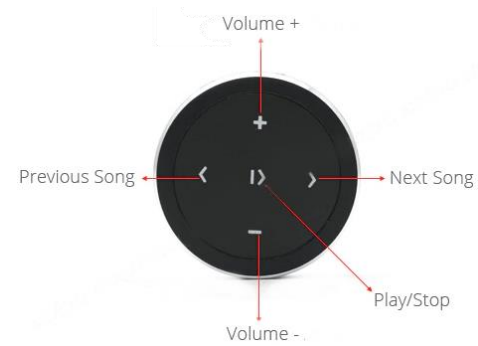 Volume +
Previous Song
Next Song
Play/Stop
Volume -